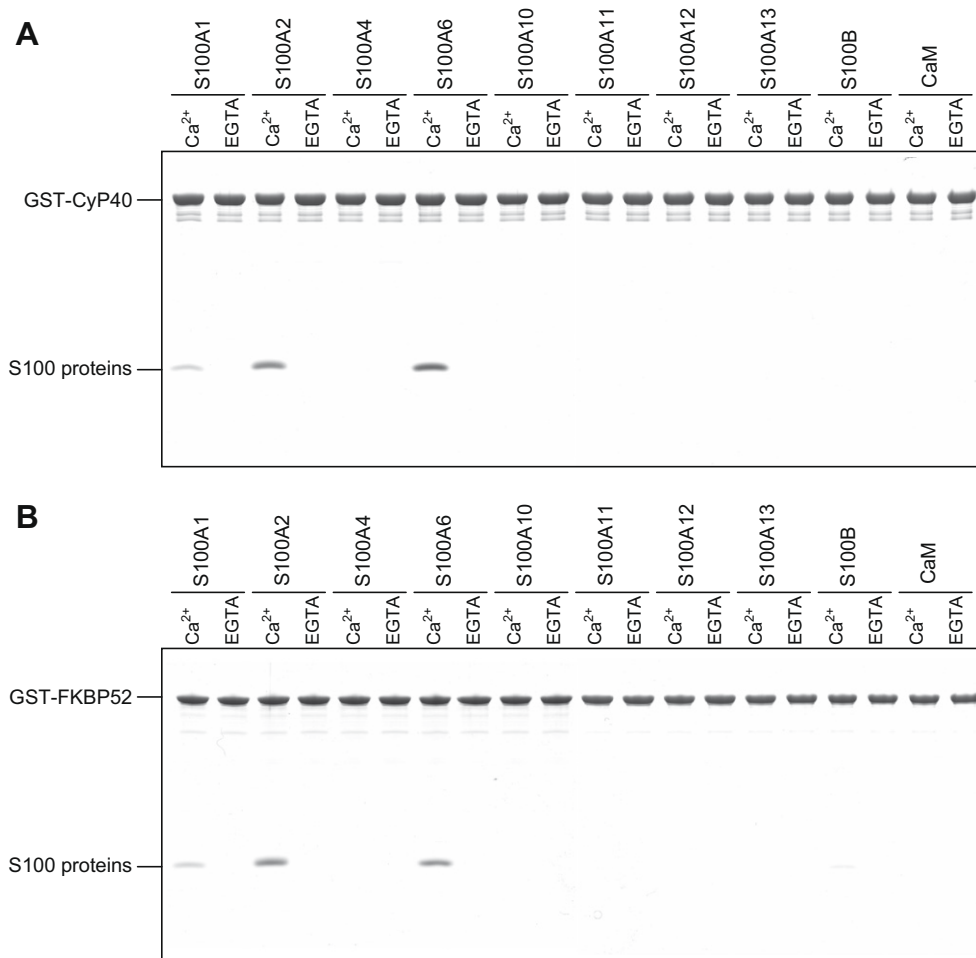 A
S100A1 S100A2 S100A4 S100A6 S100A10 S100A11 S100A12 S100A13 S100B CaM
Ca²⁺ EGTA Ca²⁺ EGTA Ca²⁺ EGTA Ca²⁺ EGTA Ca²⁺ EGTA Ca²⁺ EGTA Ca²⁺ EGTA Ca²⁺ EGTA Ca²⁺ EGTA Ca²⁺ EGTA
GST-CyP40
S100 proteins
B
S100A1 S100A2 S100A4 S100A6 S100A10 S100A11 S100A12 S100A13 S100B CaM
Ca²⁺ EGTA Ca²⁺ EGTA Ca²⁺ EGTA Ca²⁺ EGTA Ca²⁺ EGTA Ca²⁺ EGTA Ca²⁺ EGTA Ca²⁺ EGTA Ca²⁺ EGTA Ca²⁺ EGTA
GST-FKBP52
S100 proteins